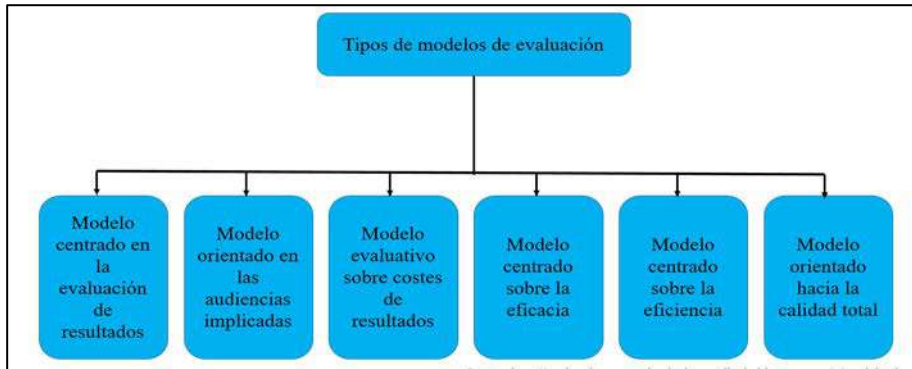 Tipos de modelos de evaluación
Modelo
centrado en
la
evaluación
de
resultados
Modelo
orientado en
las
audiencias
implicadas
Modelo
evaluativo
sobre costes
de
resultados
Modelo
centrado
sobre la
eficacia
Modelo
centrado
sobre la
eficiencia
Modelo
orientado
hacía la
calidad total